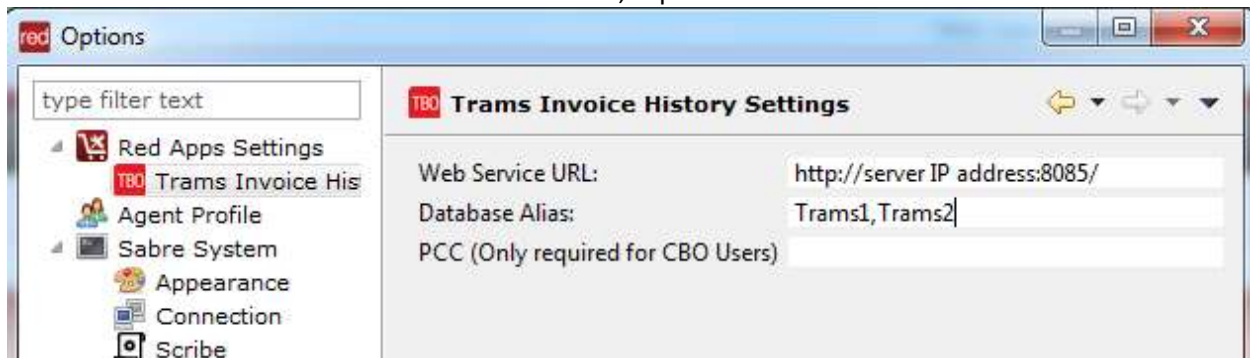 red Options
type filter text
TBO Trams Invoice History Settings
Red Apps Settings
TBO Trams Invoice His
Agent Profile
Sabre System
Appearance
Connection
Scribe
Web Service URL: http://server IP address:8085/
Database Alias: Trams1,Trams2
PCC (Only required for CBO Users)